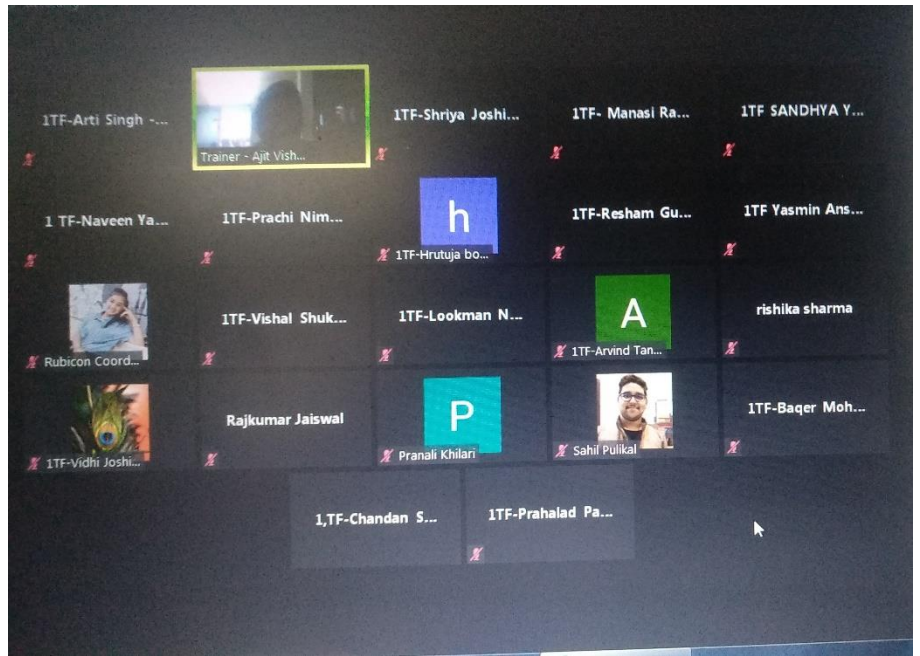 1TF-Arti Singh -...
Trainer - Ajit Vish...
1TF-Shriya Joshi...
1TF- Manasi Ra...
1TF SANDHYA Y...
1 TF-Naveen Ya...
1TF-Prachi Nim...
h
1TF-Hrutuja bo...
1TF-Resham Gu...
1TF Yasmin Ans...
Rubicon Coord...
1TF-Vishal Shuk...
1TF-Lookman N...
A
1TF-Arvind Tan...
rishika sharma
1TF-Vidhi Joshi...
Rajkumar Jaiswal
P
Pranali Khilari
Sahil Pulikal
1TF-Baqer Moh...
1,TF-Chandan S...
1TF-Prahalad Pa...